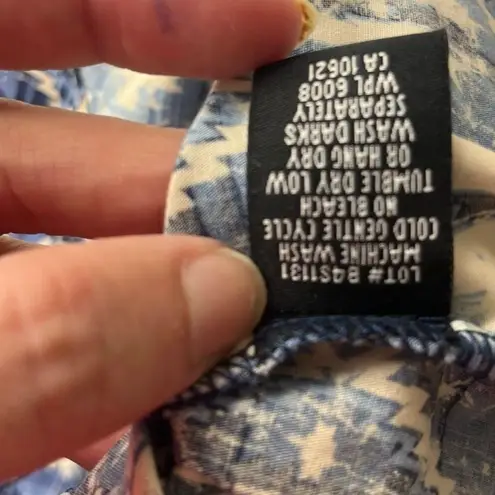 LOT# B4S1131
MACHINE WASH
COLD GENTLE CYCLE
NO BLEACH
TUMBLE DRY LOW
OR HANG DRY
WASH DARKS
SEPARATELY
WPL 6008
CA 10621